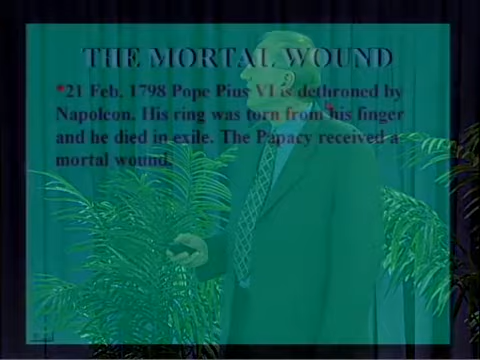 THE MORTAL WOUND
*21 Feb, 1798 Pope Pius VI is dethroned by
Napoleon. His ring was torn from his finger
and he died in exile. The Papacy received a
mortal wound.